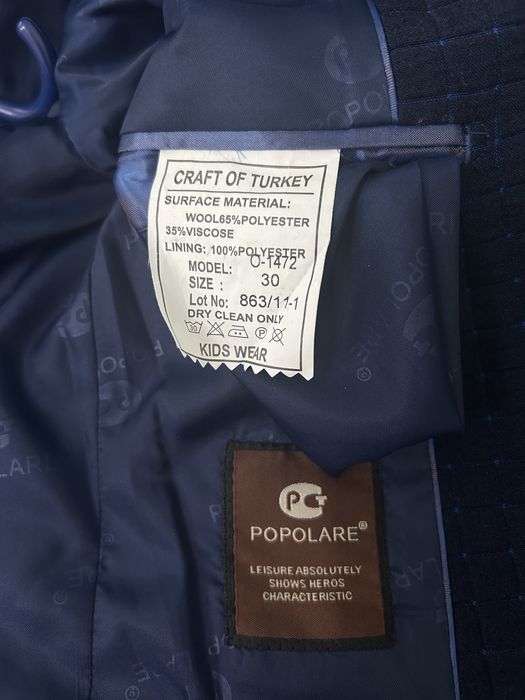 CRAFT OF TURKEY
SURFACE MATERIAL:
WOOL65%POLYESTER
35%VISCOSE
LINING: 100%POLYESTER
MODEL: O-1472
SIZE : 30
Lot No: 863/11-1
DRY CLEAN ONLY
30 P
KIDS WEAR
POPOLARE®
LEISURE ABSOLUTELY
SHOWS HEROS
CHARACTERISTIC